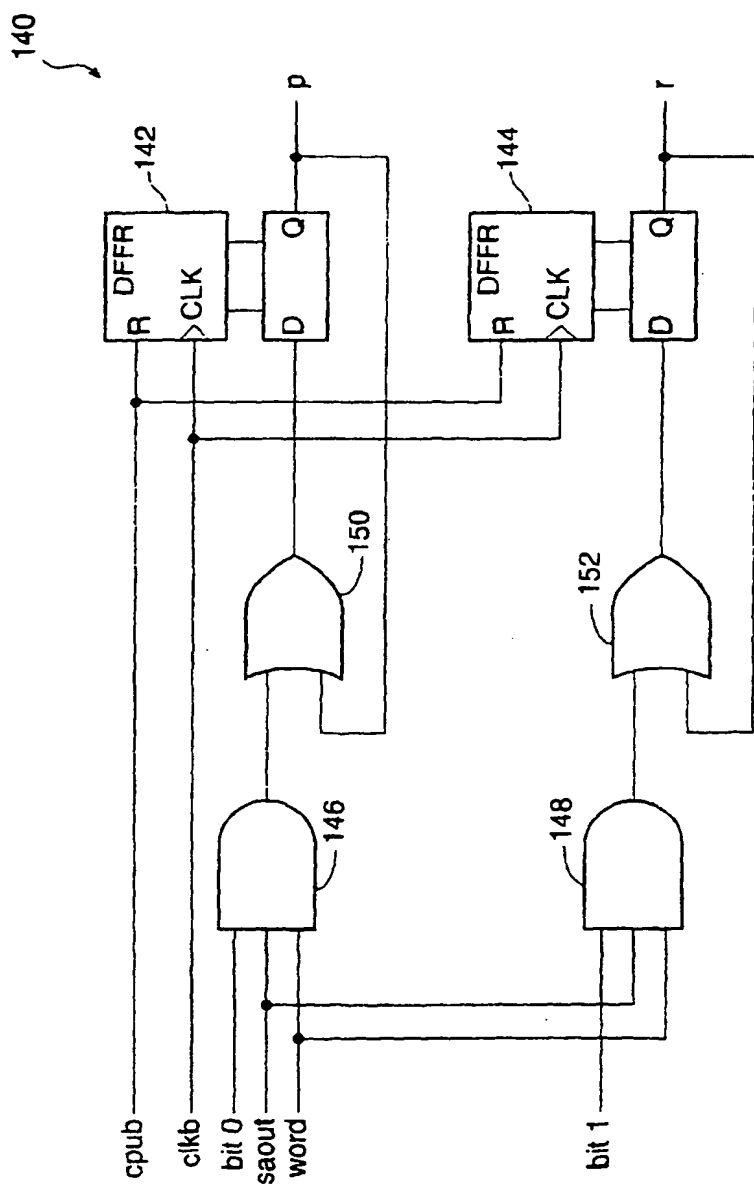 140
142
DFFR
R
CLK
D
Q
p
144
DFFR
R
CLK
D
Q
r
150
152
146
148
cpub
clkb
bit 0
saout
word
bit 1